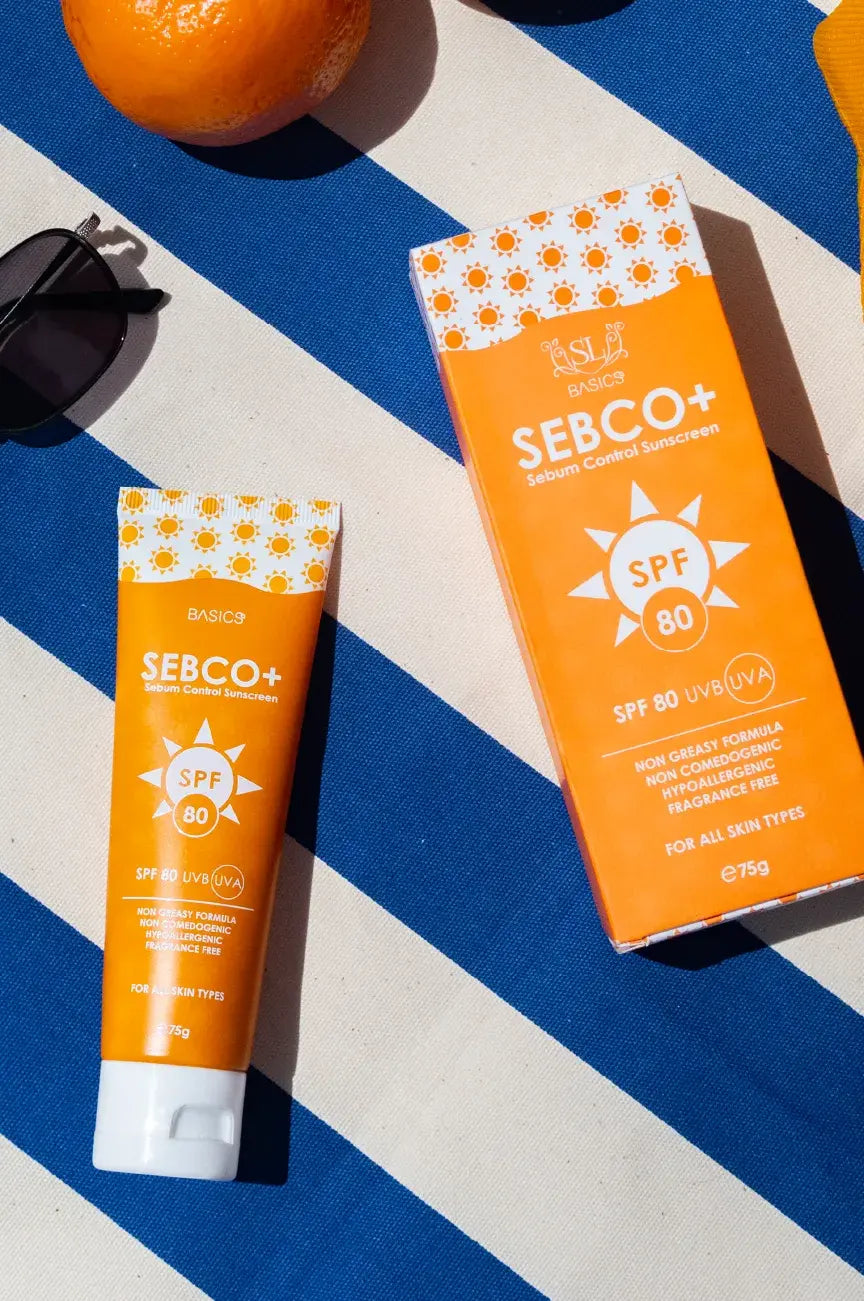 SL
BASICS
SEBCO+
Sebum Control Sunscreen
SPF
80
SPF 80 UVB UVA
NON GREASY FORMULA
NON COMEDOGENIC
HYPOALLERGENIC
FRAGRANCE FREE
FOR ALL SKIN TYPES
℮75g
BASICS
SEBCO+
Sebum Control Sunscreen
SPF
80
SPF 80 UVB UVA
NON GREASY FORMULA
NON COMEDOGENIC
HYPOALLERGENIC
FRAGRANCE FREE
FOR ALL SKIN TYPES
℮75g